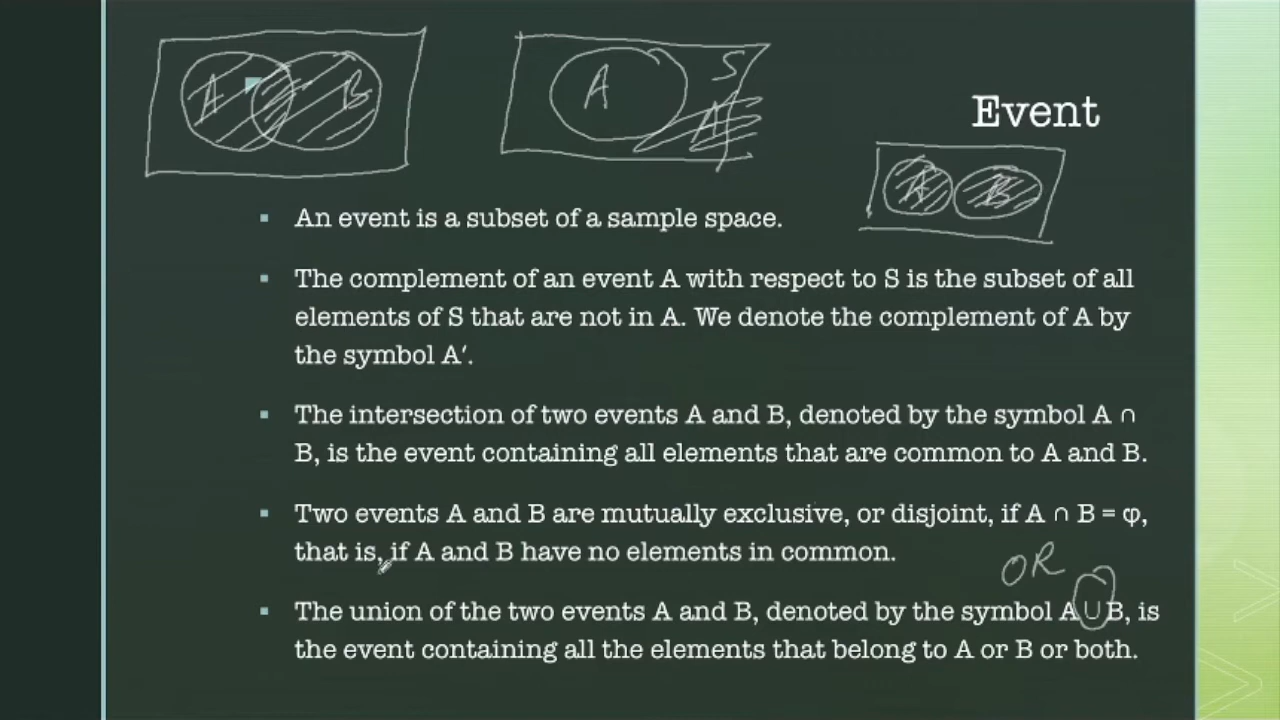 A B
A S
A'
Event
A B
▪ An event is a subset of a sample space.
▪ The complement of an event A with respect to S is the subset of all
elements of S that are not in A. We denote the complement of A by
the symbol A′.
▪ The intersection of two events A and B, denoted by the symbol A ∩
B, is the event containing all elements that are common to A and B.
▪ Two events A and B are mutually exclusive, or disjoint, if A ∩ B = φ,
that is, if A and B have no elements in common.
OR
▪ The union of the two events A and B, denoted by the symbol A ∪ B, is
the event containing all the elements that belong to A or B or both.